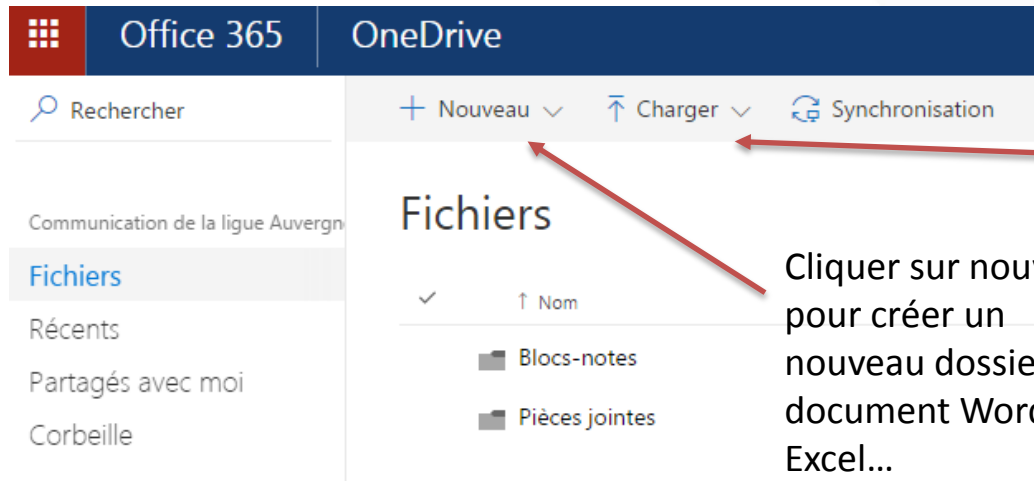 Office 365 OneDrive
Rechercher
Nouveau Charger Synchronisation
Communication de la ligue Auvergn
Fichiers
Récents
Partagés avec moi
Corbeille
Fichiers
Nom
Blocs-notes
Pièces jointes
Cliquer sur nou
pour créer un
nouveau dossie
document Word
Excel…